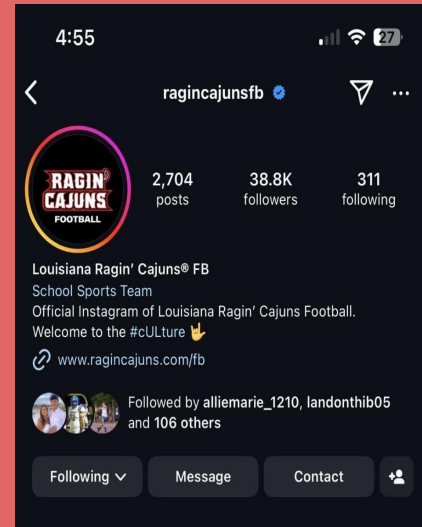 4:55
27
ragincajunsfb
RAGIN'
CAJUNS
FOOTBALL
2,704
posts
38.8K
followers
311
following
Louisiana Ragin' Cajuns® FB
School Sports Team
Official Instagram of Louisiana Ragin' Cajuns Football.
Welcome to the #cULture 🤟
www.ragincajuns.com/fb
Followed by alliemarie_1210, landonthib05
and 106 others
Following
Message
Contact